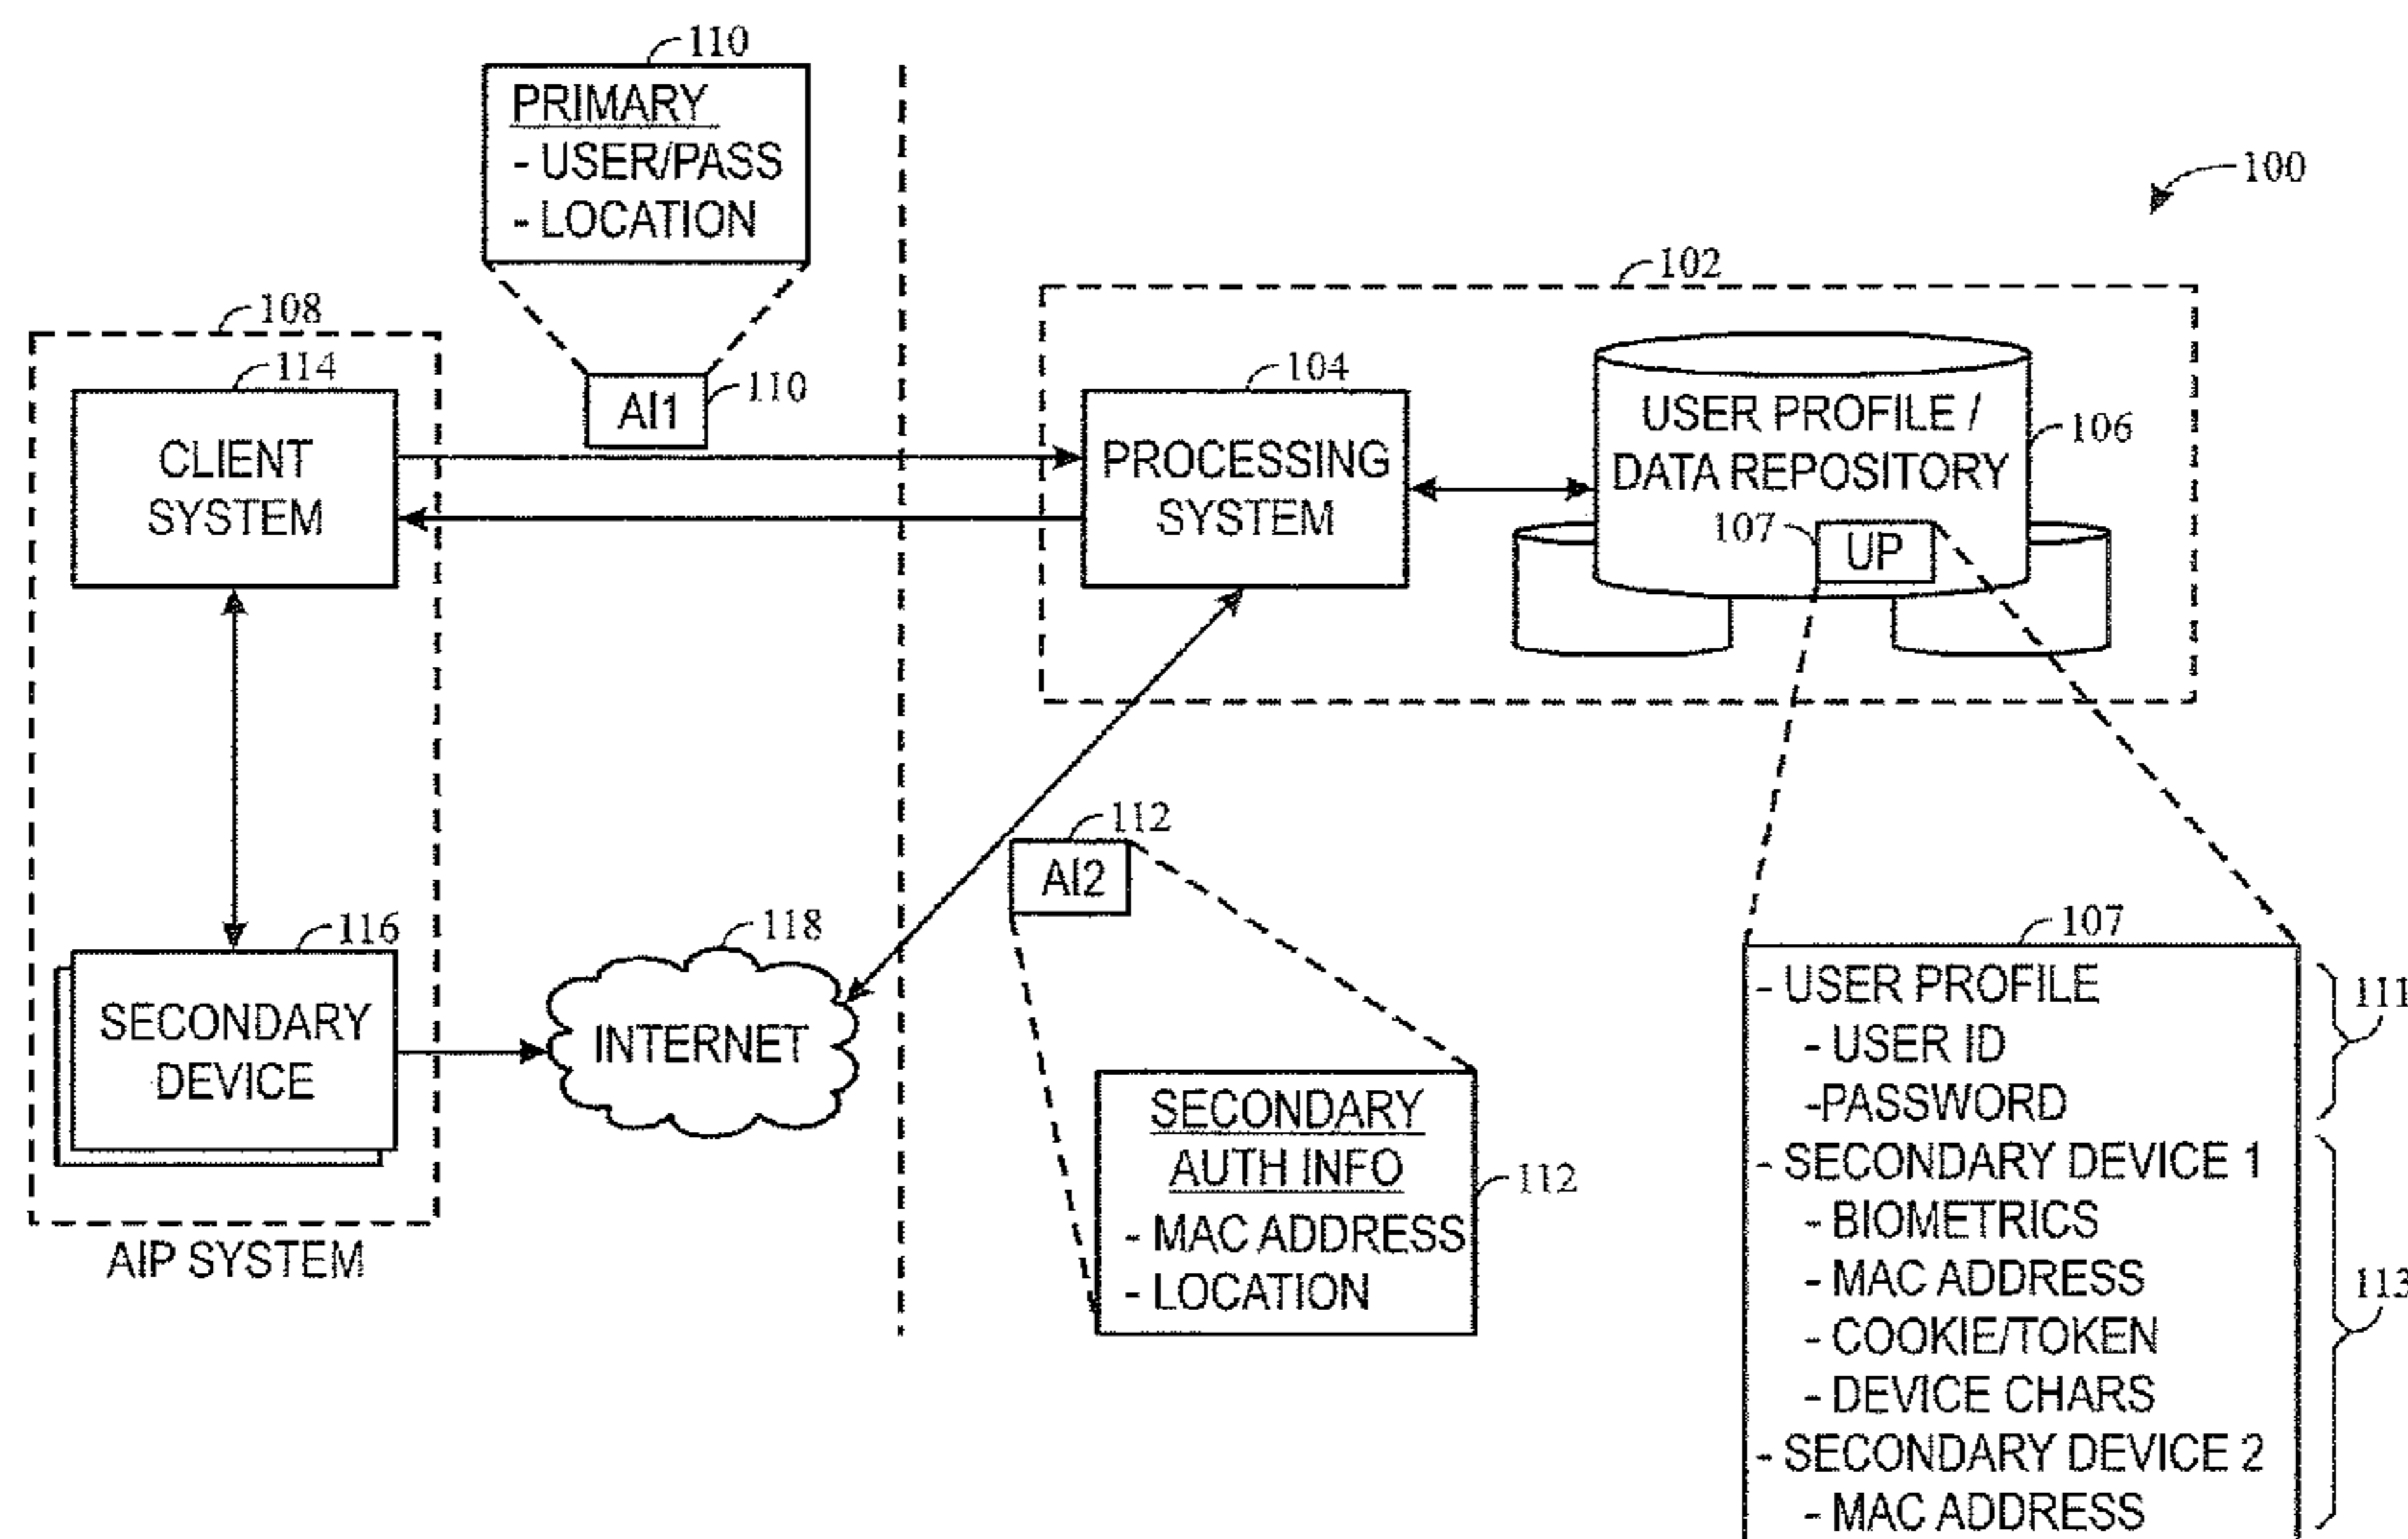 110
PRIMARY
- USER/PASS
- LOCATION
100
102
108
114
CLIENT
SYSTEM
AI1
110
104
PROCESSING
SYSTEM
USER PROFILE /
DATA REPOSITORY
106
107
UP
112
AI2
116
SECONDARY
DEVICE
118
INTERNET
AIP SYSTEM
SECONDARY
AUTH INFO
- MAC ADDRESS
- LOCATION
112
107
- USER PROFILE
- USER ID
-PASSWORD
111
- SECONDARY DEVICE 1
- BIOMETRICS
- MAC ADDRESS
- COOKIE/TOKEN
- DEVICE CHARS
- SECONDARY DEVICE 2
- MAC ADDRESS
113